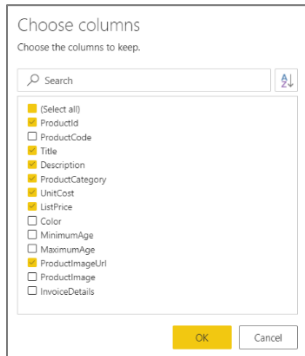 Choose columns
Choose the columns to keep.
Search
A
Z
(Select all)
ProductId
ProductCode
Title
Description
ProductCategory
UnitCost
ListPrice
Color
MinimumAge
MaximumAge
ProductImageUrl
ProductImage
InvoiceDetails
OK Cancel